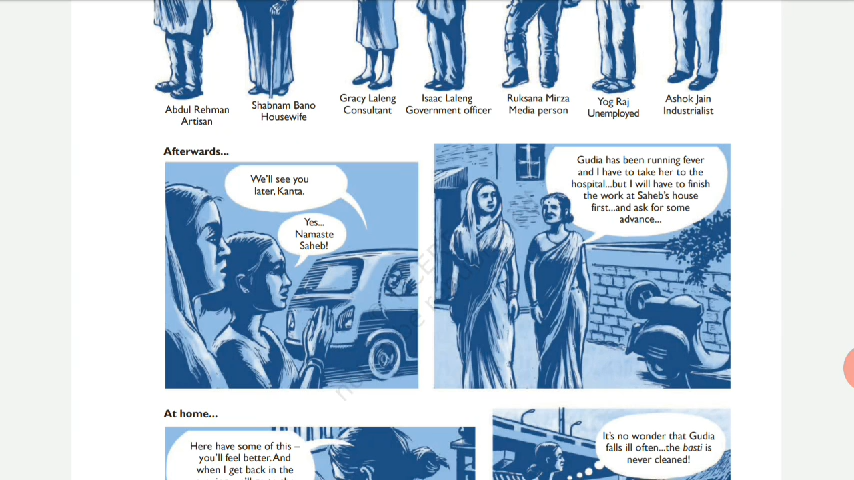 Abdul Rehman
Artisan
Shabnam Bano
Housewife
Gracy Laleng
Consultant
Isaac Laleng
Government officer
Ruksana Mirza
Media person
Yog Raj
Unemployed
Ashok Jain
Industrialist
Afterwards...
We'll see you
later, Kanta.
Yes...
Namaste
Saheb!
Gudia has been running fever
and I have to take her to the
hospital...but I will have to finish
the work at Saheb's house
first...and ask for some
advance...
At home...
Here have some of this –
you'll feel better. And
when I get back in the
It's no wonder that Gudia
falls ill often...the basti is
never cleaned!